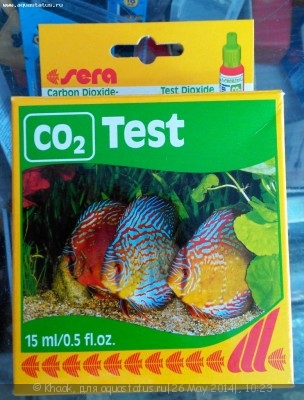 www.aquastatus.ru
sera
Carbon Dioxide-
Test Dioxide
CO2 Test
15 ml/0.5 fl.oz.
© Khaak, для aquastatus.ru[26 May 2014], 10:23